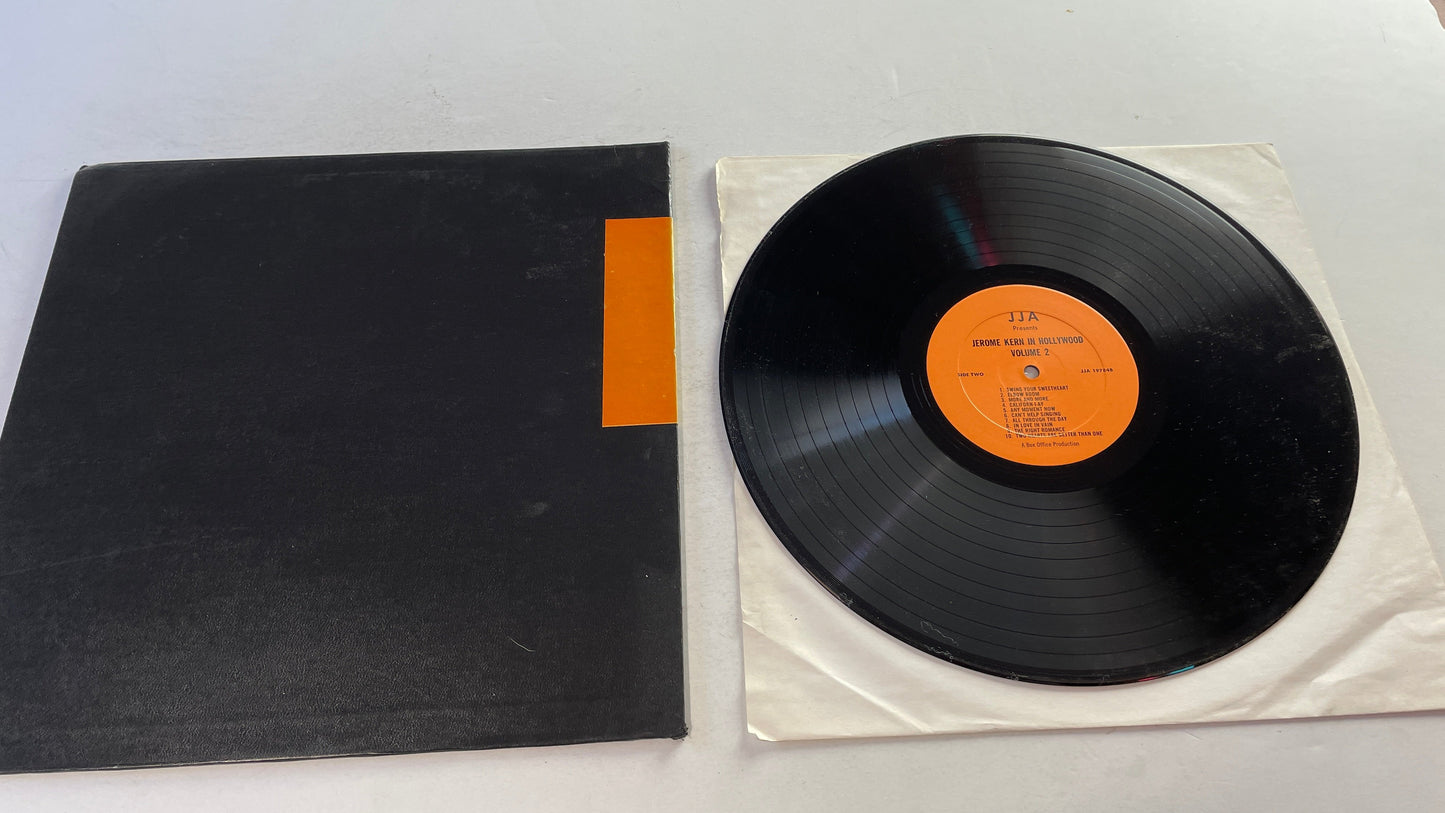 JJA
Presents
JEROME KERN IN HOLLYWOOD
VOLUME 2
SIDE TWO JJA 19784B
1. SWING YOUR SWEETHEART
2. ELBOW ROOM
3. MORE AND MORE
4. CALIFORN-I-AY
5. ANY MOMENT NOW
6. CAN'T HELP SINGING
7. ALL THROUGH THE DAY
8. IN LOVE IN VAIN
9. THE RIGHT ROMANCE
10. TWO HEARTS ARE BETTER THAN ONE
A Box Office Production